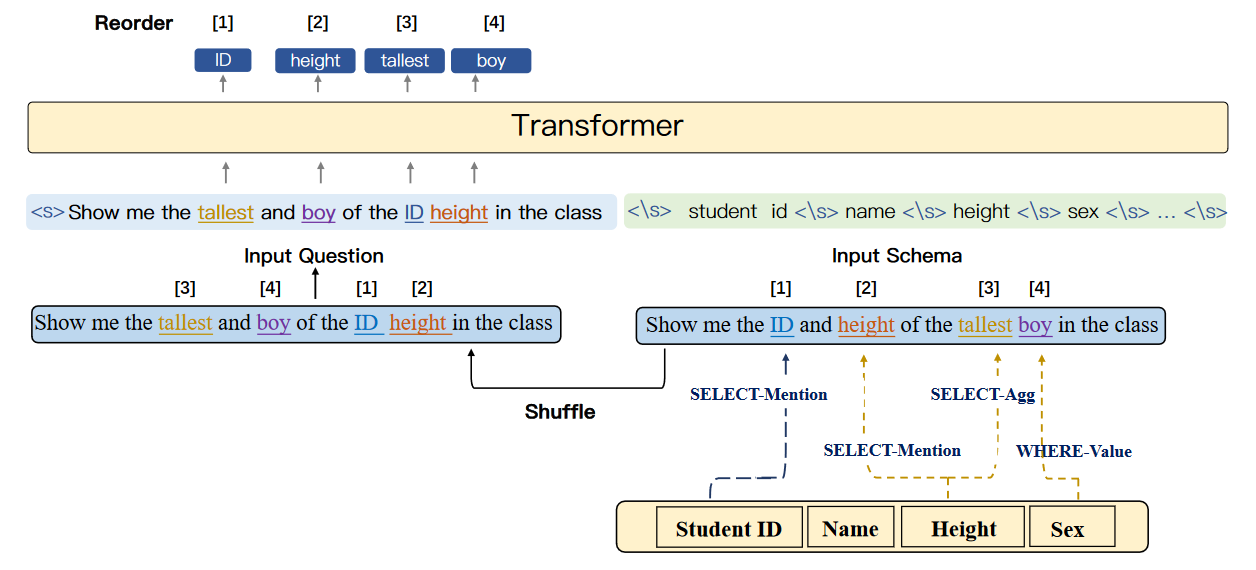 Reorder [1] [2] [3] [4]
ID height tallest boy
Transformer
<s> Show me the tallest and boy of the ID height in the class
<\s> student id <\s> name <\s> height <\s> sex <\s> ... <\s>
Input Question
Input Schema
[3] [4] [1] [2]
Show me the tallest and boy of the ID height in the class
[1] [2] [3] [4]
Show me the ID and height of the tallest boy in the class
Shuffle
SELECT-Mention
SELECT-Agg
SELECT-Mention
WHERE-Value
Student ID Name Height Sex